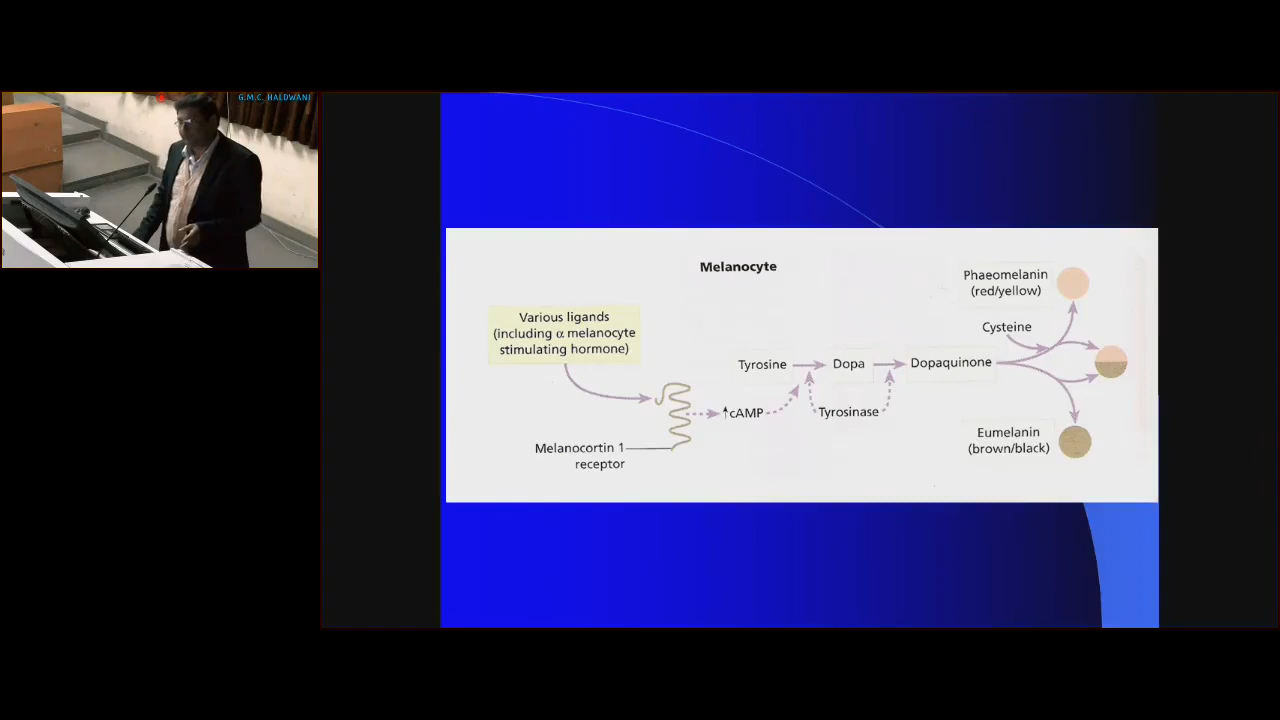 G.M.C. HALDWANI
Melanocyte
Various ligands
(including α melanocyte
stimulating hormone)
Melanocortin 1
receptor
↑cAMP
Tyrosine
Dopa
Dopaquinone
Tyrosinase
Phaeomelanin
(red/yellow)
Cysteine
Eumelanin
(brown/black)